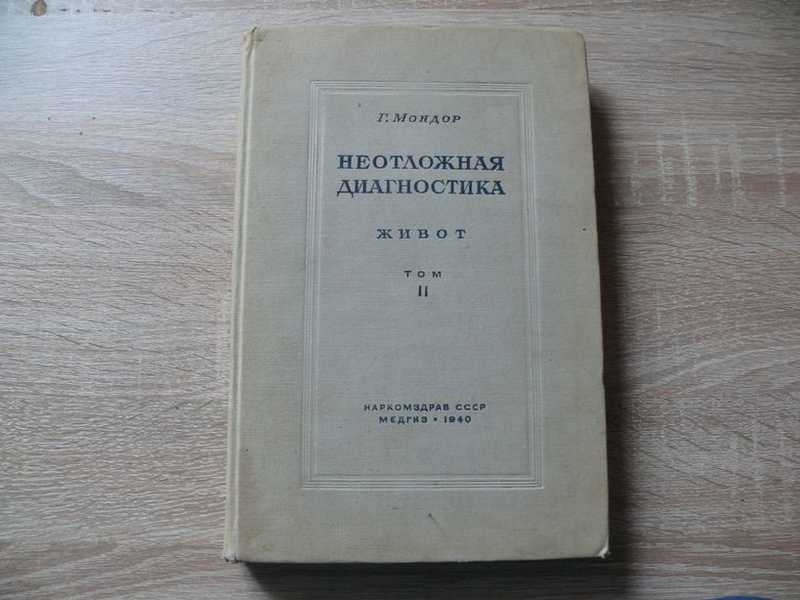 Г. Мондор
НЕОТЛОЖНАЯ
ДИАГНОСТИКА
ЖИВОТ
ТОМ
II
НАРКОМЗДРАВ СССР
МЕДГИЗ • 1940